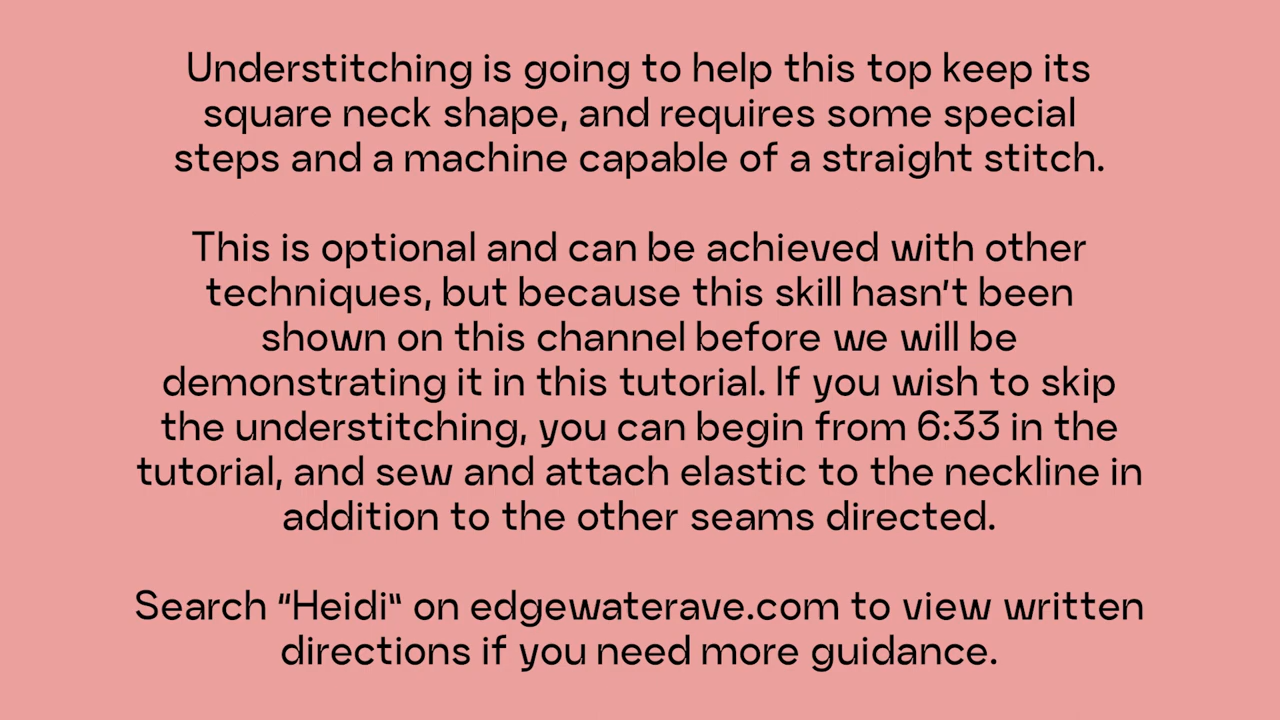 Understitching is going to help this top keep its
square neck shape, and requires some special
steps and a machine capable of a straight stitch.
This is optional and can be achieved with other
techniques, but because this skill hasn't been
shown on this channel before we will be
demonstrating it in this tutorial. If you wish to skip
the understitching, you can begin from 6:33 in the
tutorial, and sew and attach elastic to the neckline in
addition to the other seams directed.
Search "Heidi" on edgewaterave.com to view written
directions if you need more guidance.